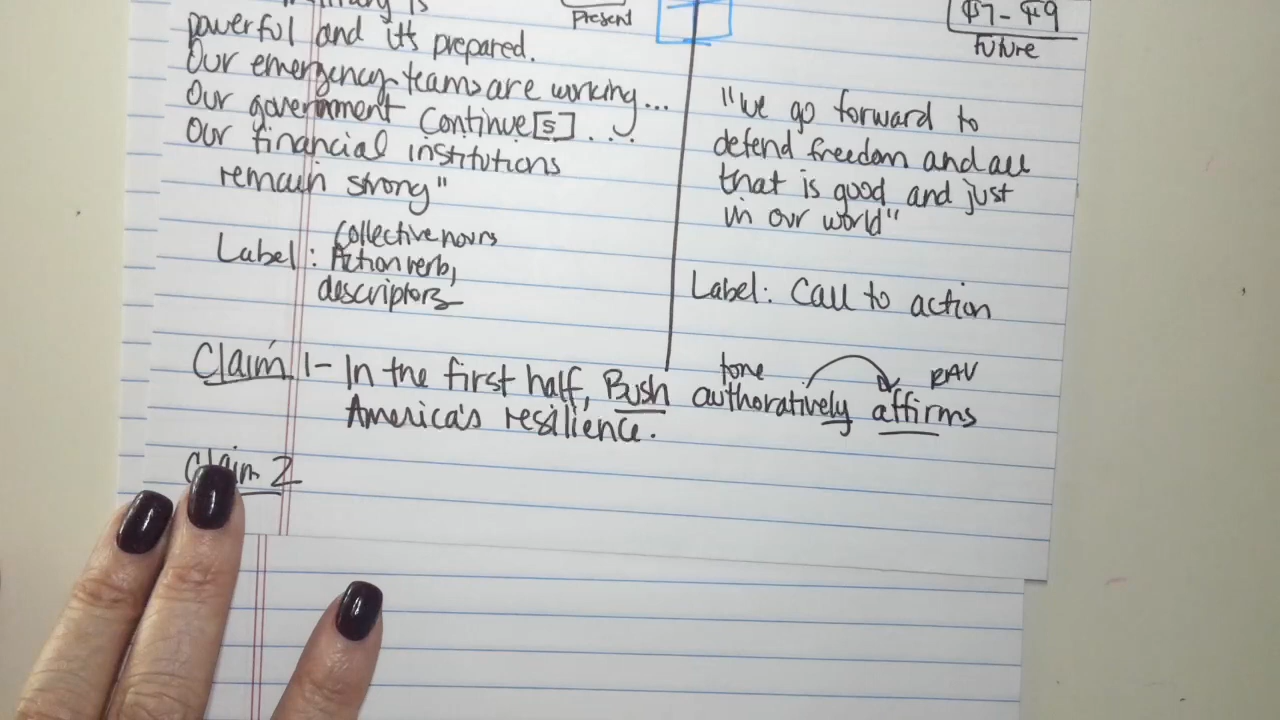 is
powerful and it's prepared.
Our emergency teams are working...
Our government Continue[s]...
Our financial institutions
remain strong"
Label: Collective nouns
Action verb,
descriptors
Present
¶7-¶9
future
"We go forward to
defend freedom and all
that is good and just
in our world"
Label: Call to action
Claim 1- In the first half, Bush authoratively affirms
tone
RAV
America's resilience.
Claim 2